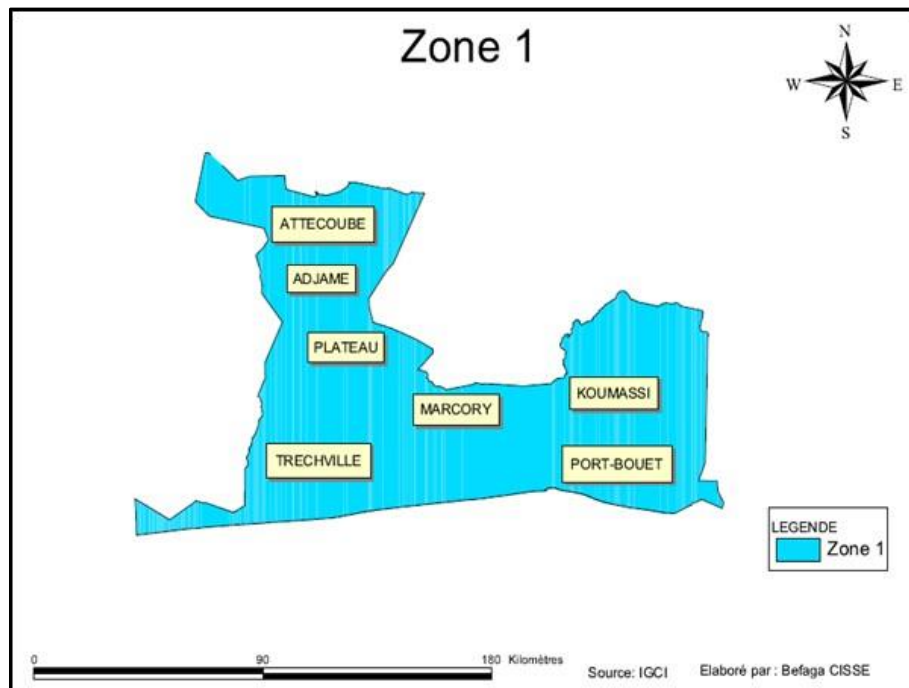 Zone 1
N
W E
S
ATTECOUBE
ADJAME
PLATEAU
KOUMASSI
MARCORY
TRECHVILLE
PORT-BOUET
LEGENDE
Zone 1
0 90 180 Kilomètres
Source: IGCI Elaboré par : Befaga CISSE